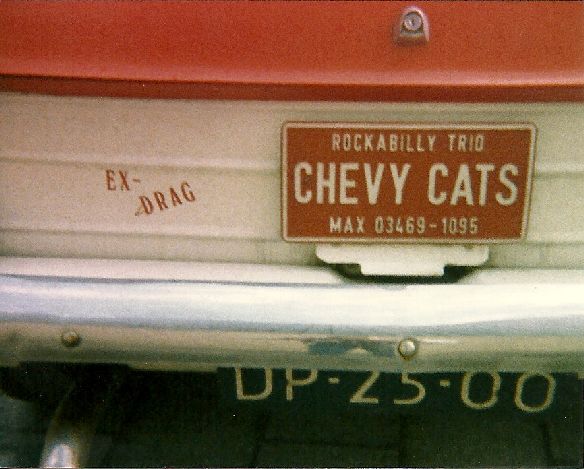 ROCKABILLY TRIO
CHEVY CATS
MAX 03469-1095
EX-
DRAG
DP-25-00